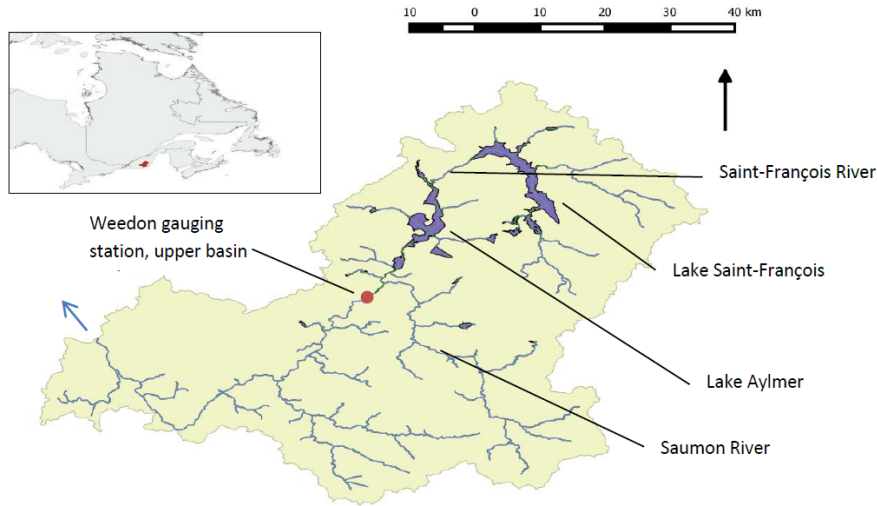 10 0 10 20 30 40 km
Saint-François River
Weedon gauging
station, upper basin
Lake Saint-François
Lake Aylmer
Saumon River